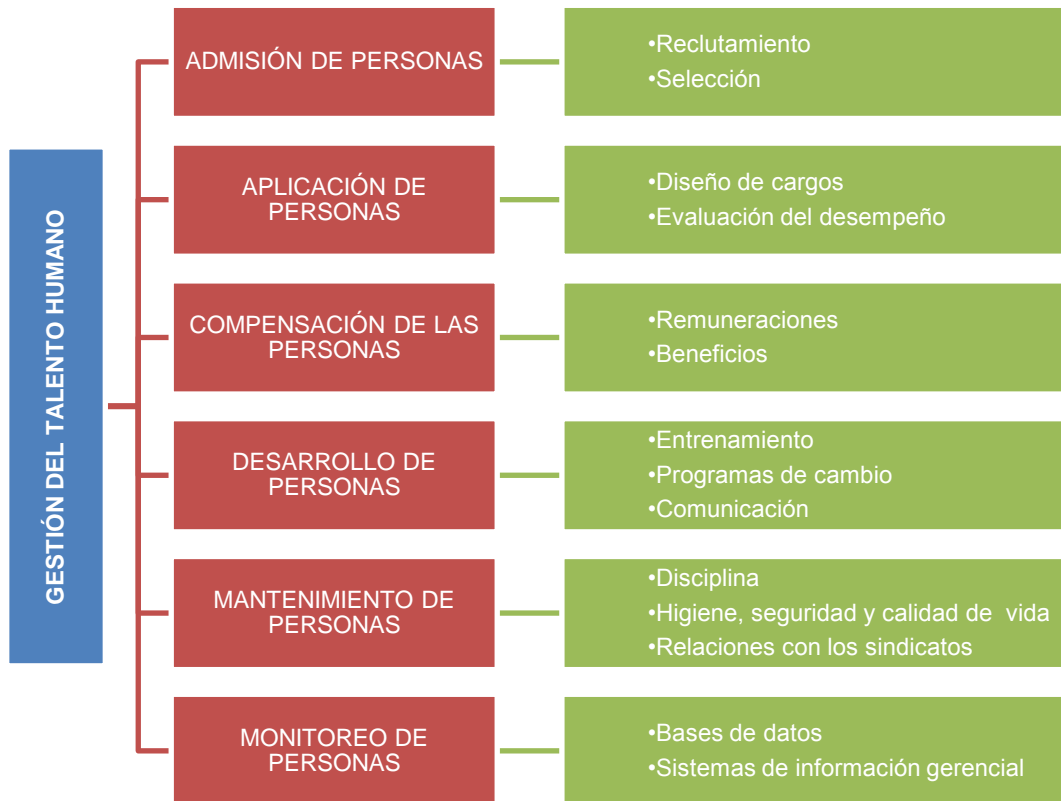 GESTIÓN DEL TALENTO HUMANO
ADMISIÓN DE PERSONAS
•Reclutamiento
•Selección
APLICACIÓN DE
PERSONAS
•Diseño de cargos
•Evaluación del desempeño
COMPENSACIÓN DE LAS
PERSONAS
•Remuneraciones
•Beneficios
DESARROLLO DE
PERSONAS
•Entrenamiento
•Programas de cambio
•Comunicación
MANTENIMIENTO DE
PERSONAS
•Disciplina
•Higiene, seguridad y calidad de  vida
•Relaciones con los sindicatos
MONITOREO DE
PERSONAS
•Bases de datos
•Sistemas de información gerencial